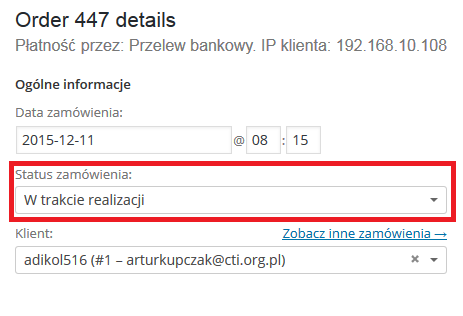 Order 447 details
Płatność przez: Przelew bankowy. IP klienta: 192.168.10.108
Ogólne informacje
Data zamówienia:
2015-12-11 @ 08 : 15
Status zamówienia:
W trakcie realizacji
Klient: Zobacz inne zamówienia →
adikol516 (#1 – arturkupczak@cti.org.pl) ×